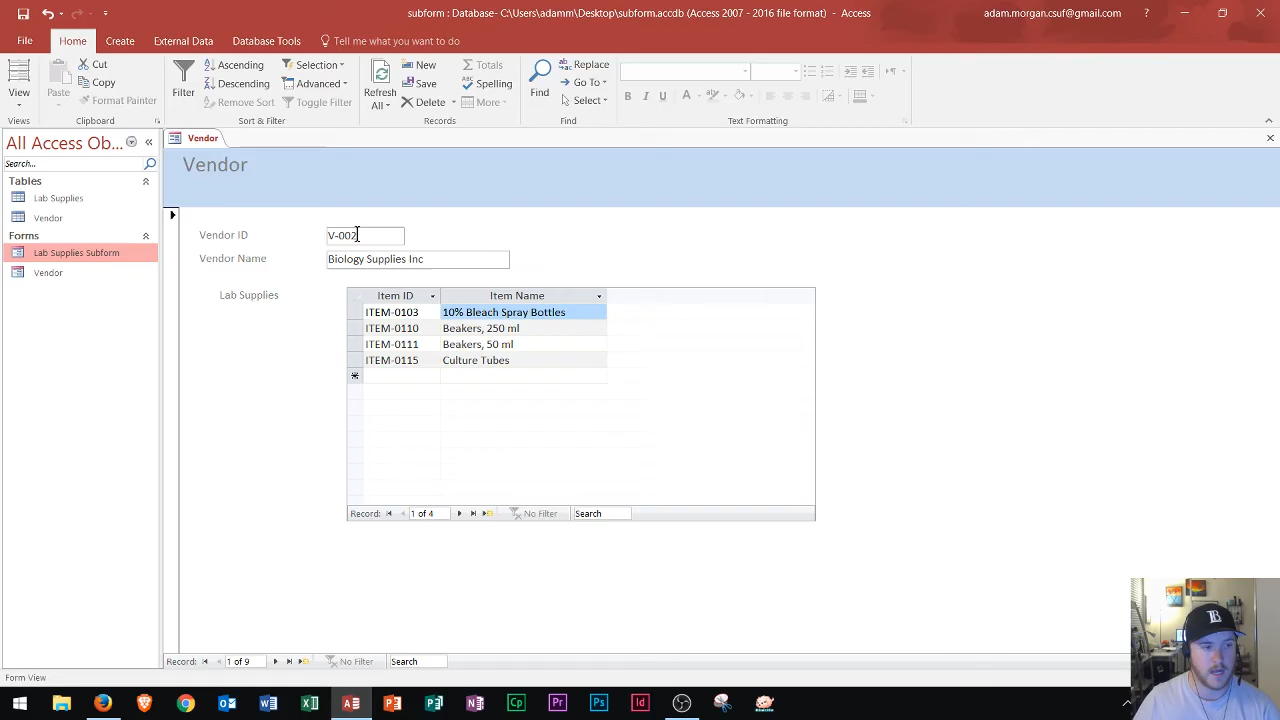 subform : Database- C:\Users\adamm\Desktop\subform.accdb (Access 2007 - 2016 file format) - Access
adam.morgan.csuf@gmail.com
?
File Home Create External Data Database Tools Tell me what you want to do
View
Views
Paste
Cut
Copy
Format Painter
Clipboard
Filter
Ascending
Descending
Remove Sort
Selection
Advanced
Toggle Filter
Sort & Filter
Refresh
All
New
Save
Delete
Totals
Spelling
More
Records
Find
Replace
Go To
Select
Find
B I U A
Text Formatting
All Access Ob...
Search...
Tables
Lab Supplies
Vendor
Forms
Lab Supplies Subform
Vendor
Vendor
Vendor
Vendor ID V-002
Vendor Name Biology Supplies Inc
Lab Supplies
Item ID Item Name
ITEM-0103 10% Bleach Spray Bottles
ITEM-0110 Beakers, 250 ml
ITEM-0111 Beakers, 50 ml
ITEM-0115 Culture Tubes
Record: 1 of 4 No Filter Search
Record: 1 of 9 No Filter Search
Form View